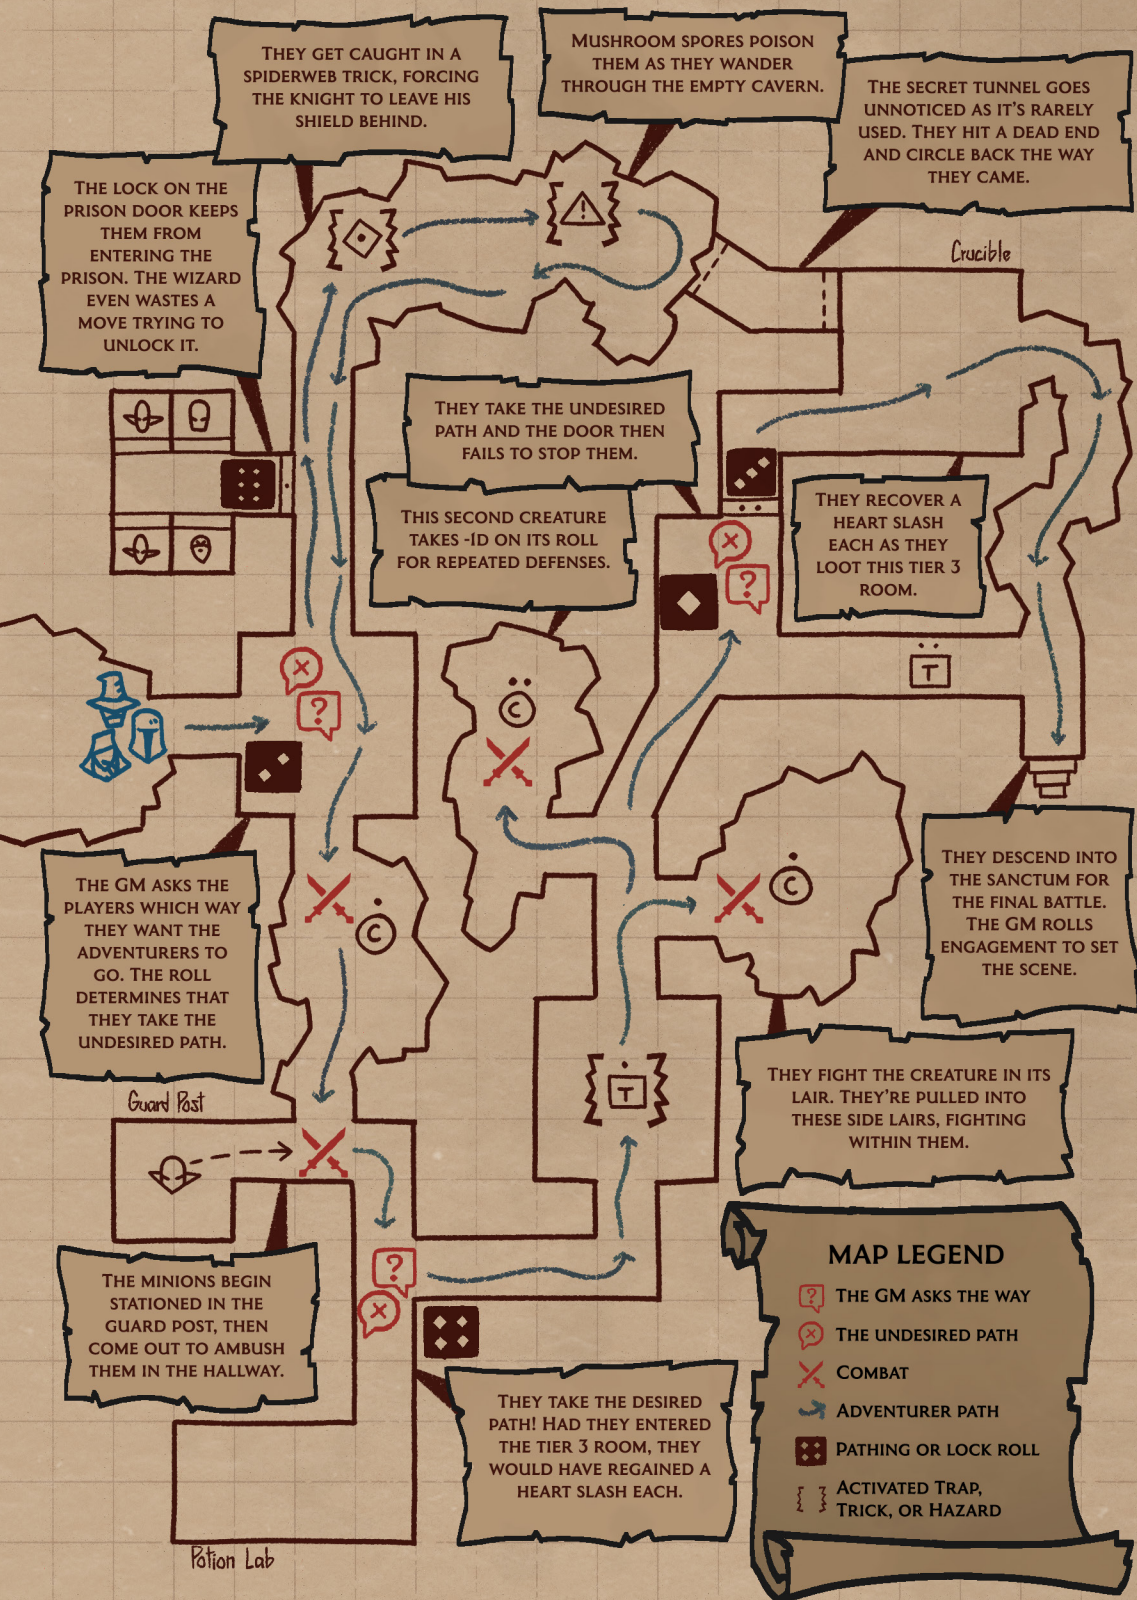 THEY GET CAUGHT IN A
SPIDERWEB TRICK, FORCING
THE KNIGHT TO LEAVE HIS
SHIELD BEHIND.
MUSHROOM SPORES POISON
THEM AS THEY WANDER
THROUGH THE EMPTY CAVERN.
THE SECRET TUNNEL GOES
UNNOTICED AS IT'S RARELY
USED. THEY HIT A DEAD END
AND CIRCLE BACK THE WAY
THEY CAME.
THE LOCK ON THE
PRISON DOOR KEEPS
THEM FROM
ENTERING THE
PRISON. THE WIZARD
EVEN WASTES A
MOVE TRYING TO
UNLOCK IT.
Crucible
THEY TAKE THE UNDESIRED
PATH AND THE DOOR THEN
FAILS TO STOP THEM.
THIS SECOND CREATURE
TAKES -1D ON ITS ROLL
FOR REPEATED DEFENSES.
THEY RECOVER A
HEART SLASH
EACH AS THEY
LOOT THIS TIER 3
ROOM.
T
C
C
C
T
THE GM ASKS THE
PLAYERS WHICH WAY
THEY WANT THE
ADVENTURERS TO
GO. THE ROLL
DETERMINES THAT
THEY TAKE THE
UNDESIRED PATH.
THEY DESCEND INTO
THE SANCTUM FOR
THE FINAL BATTLE.
THE GM ROLLS
ENGAGEMENT TO SET
THE SCENE.
THEY FIGHT THE CREATURE IN ITS
LAIR. THEY'RE PULLED INTO
THESE SIDE LAIRS, FIGHTING
WITHIN THEM.
Guard Post
THE MINIONS BEGIN
STATIONED IN THE
GUARD POST, THEN
COME OUT TO AMBUSH
THEM IN THE HALLWAY.
THEY TAKE THE DESIRED
PATH! HAD THEY ENTERED
THE TIER 3 ROOM, THEY
WOULD HAVE REGAINED A
HEART SLASH EACH.
Potion Lab
MAP LEGEND
THE GM ASKS THE WAY
THE UNDESIRED PATH
COMBAT
ADVENTURER PATH
PATHING OR LOCK ROLL
ACTIVATED TRAP,
TRICK, OR HAZARD